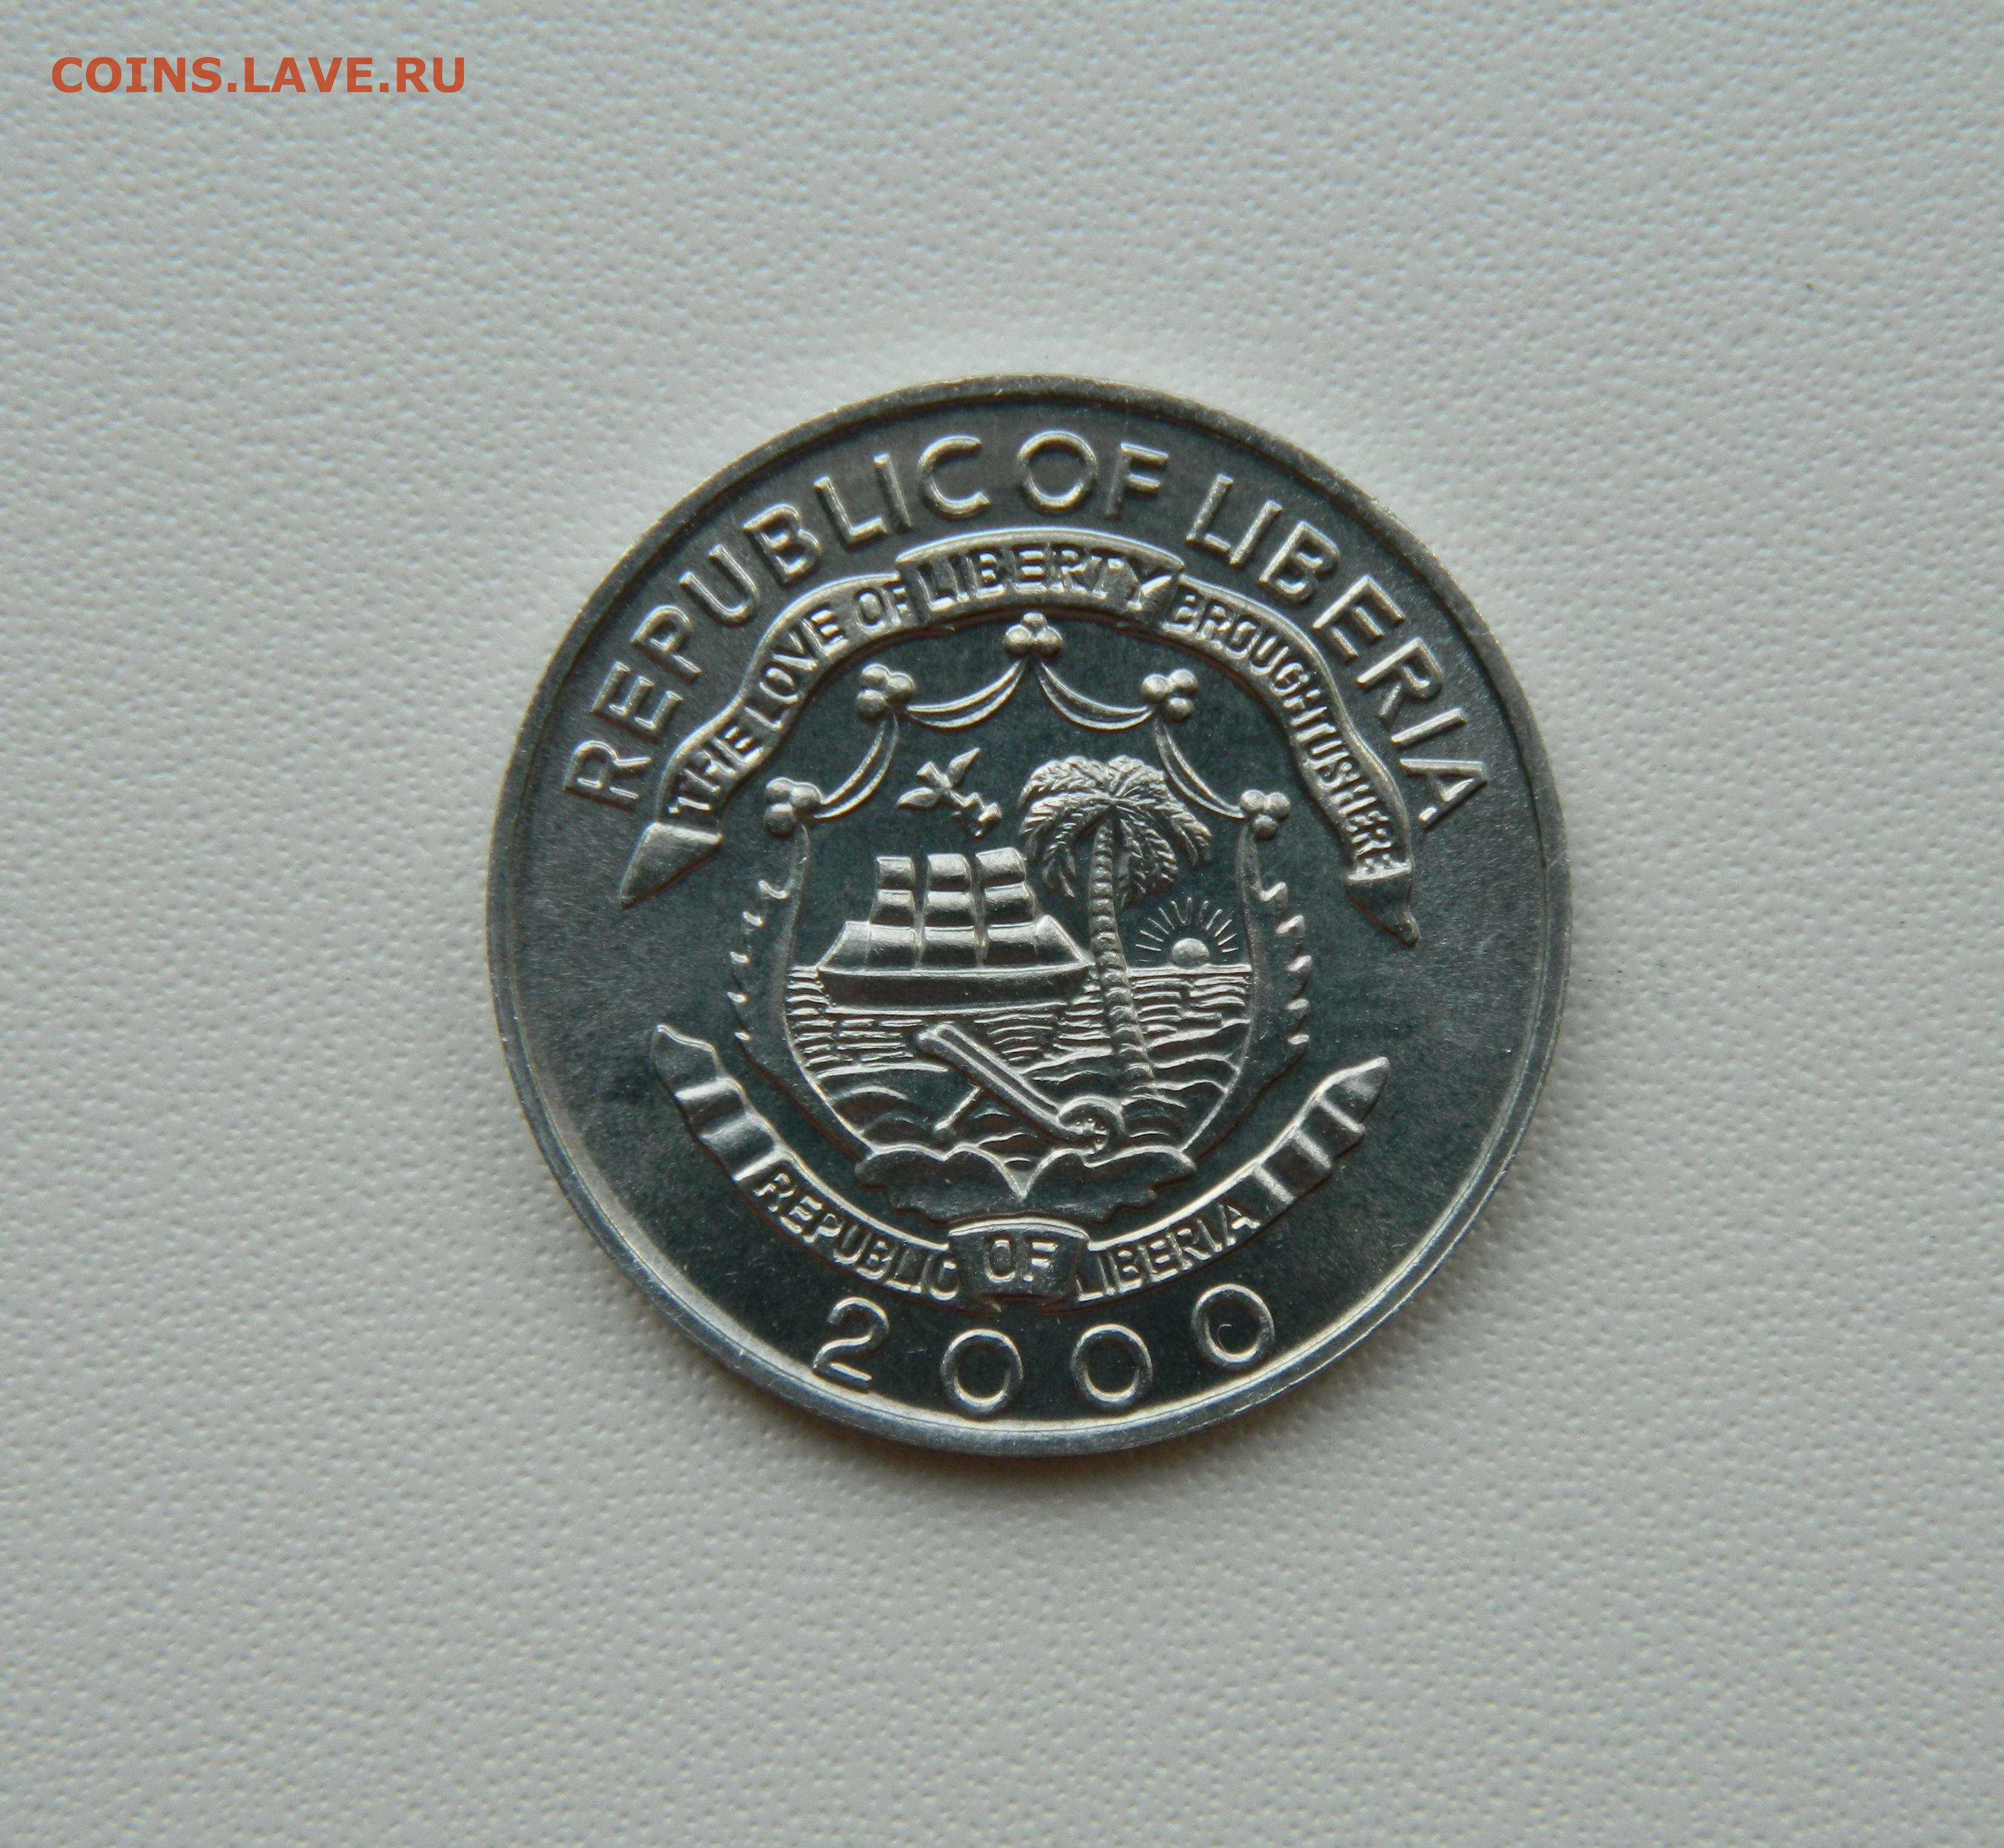 COINS.LAVE.RU
REPUBLIC OF LIBERIA
THE LOVE OF LIBERTY BROUGHT US HERE
REPUBLIC OF LIBERIA
2000